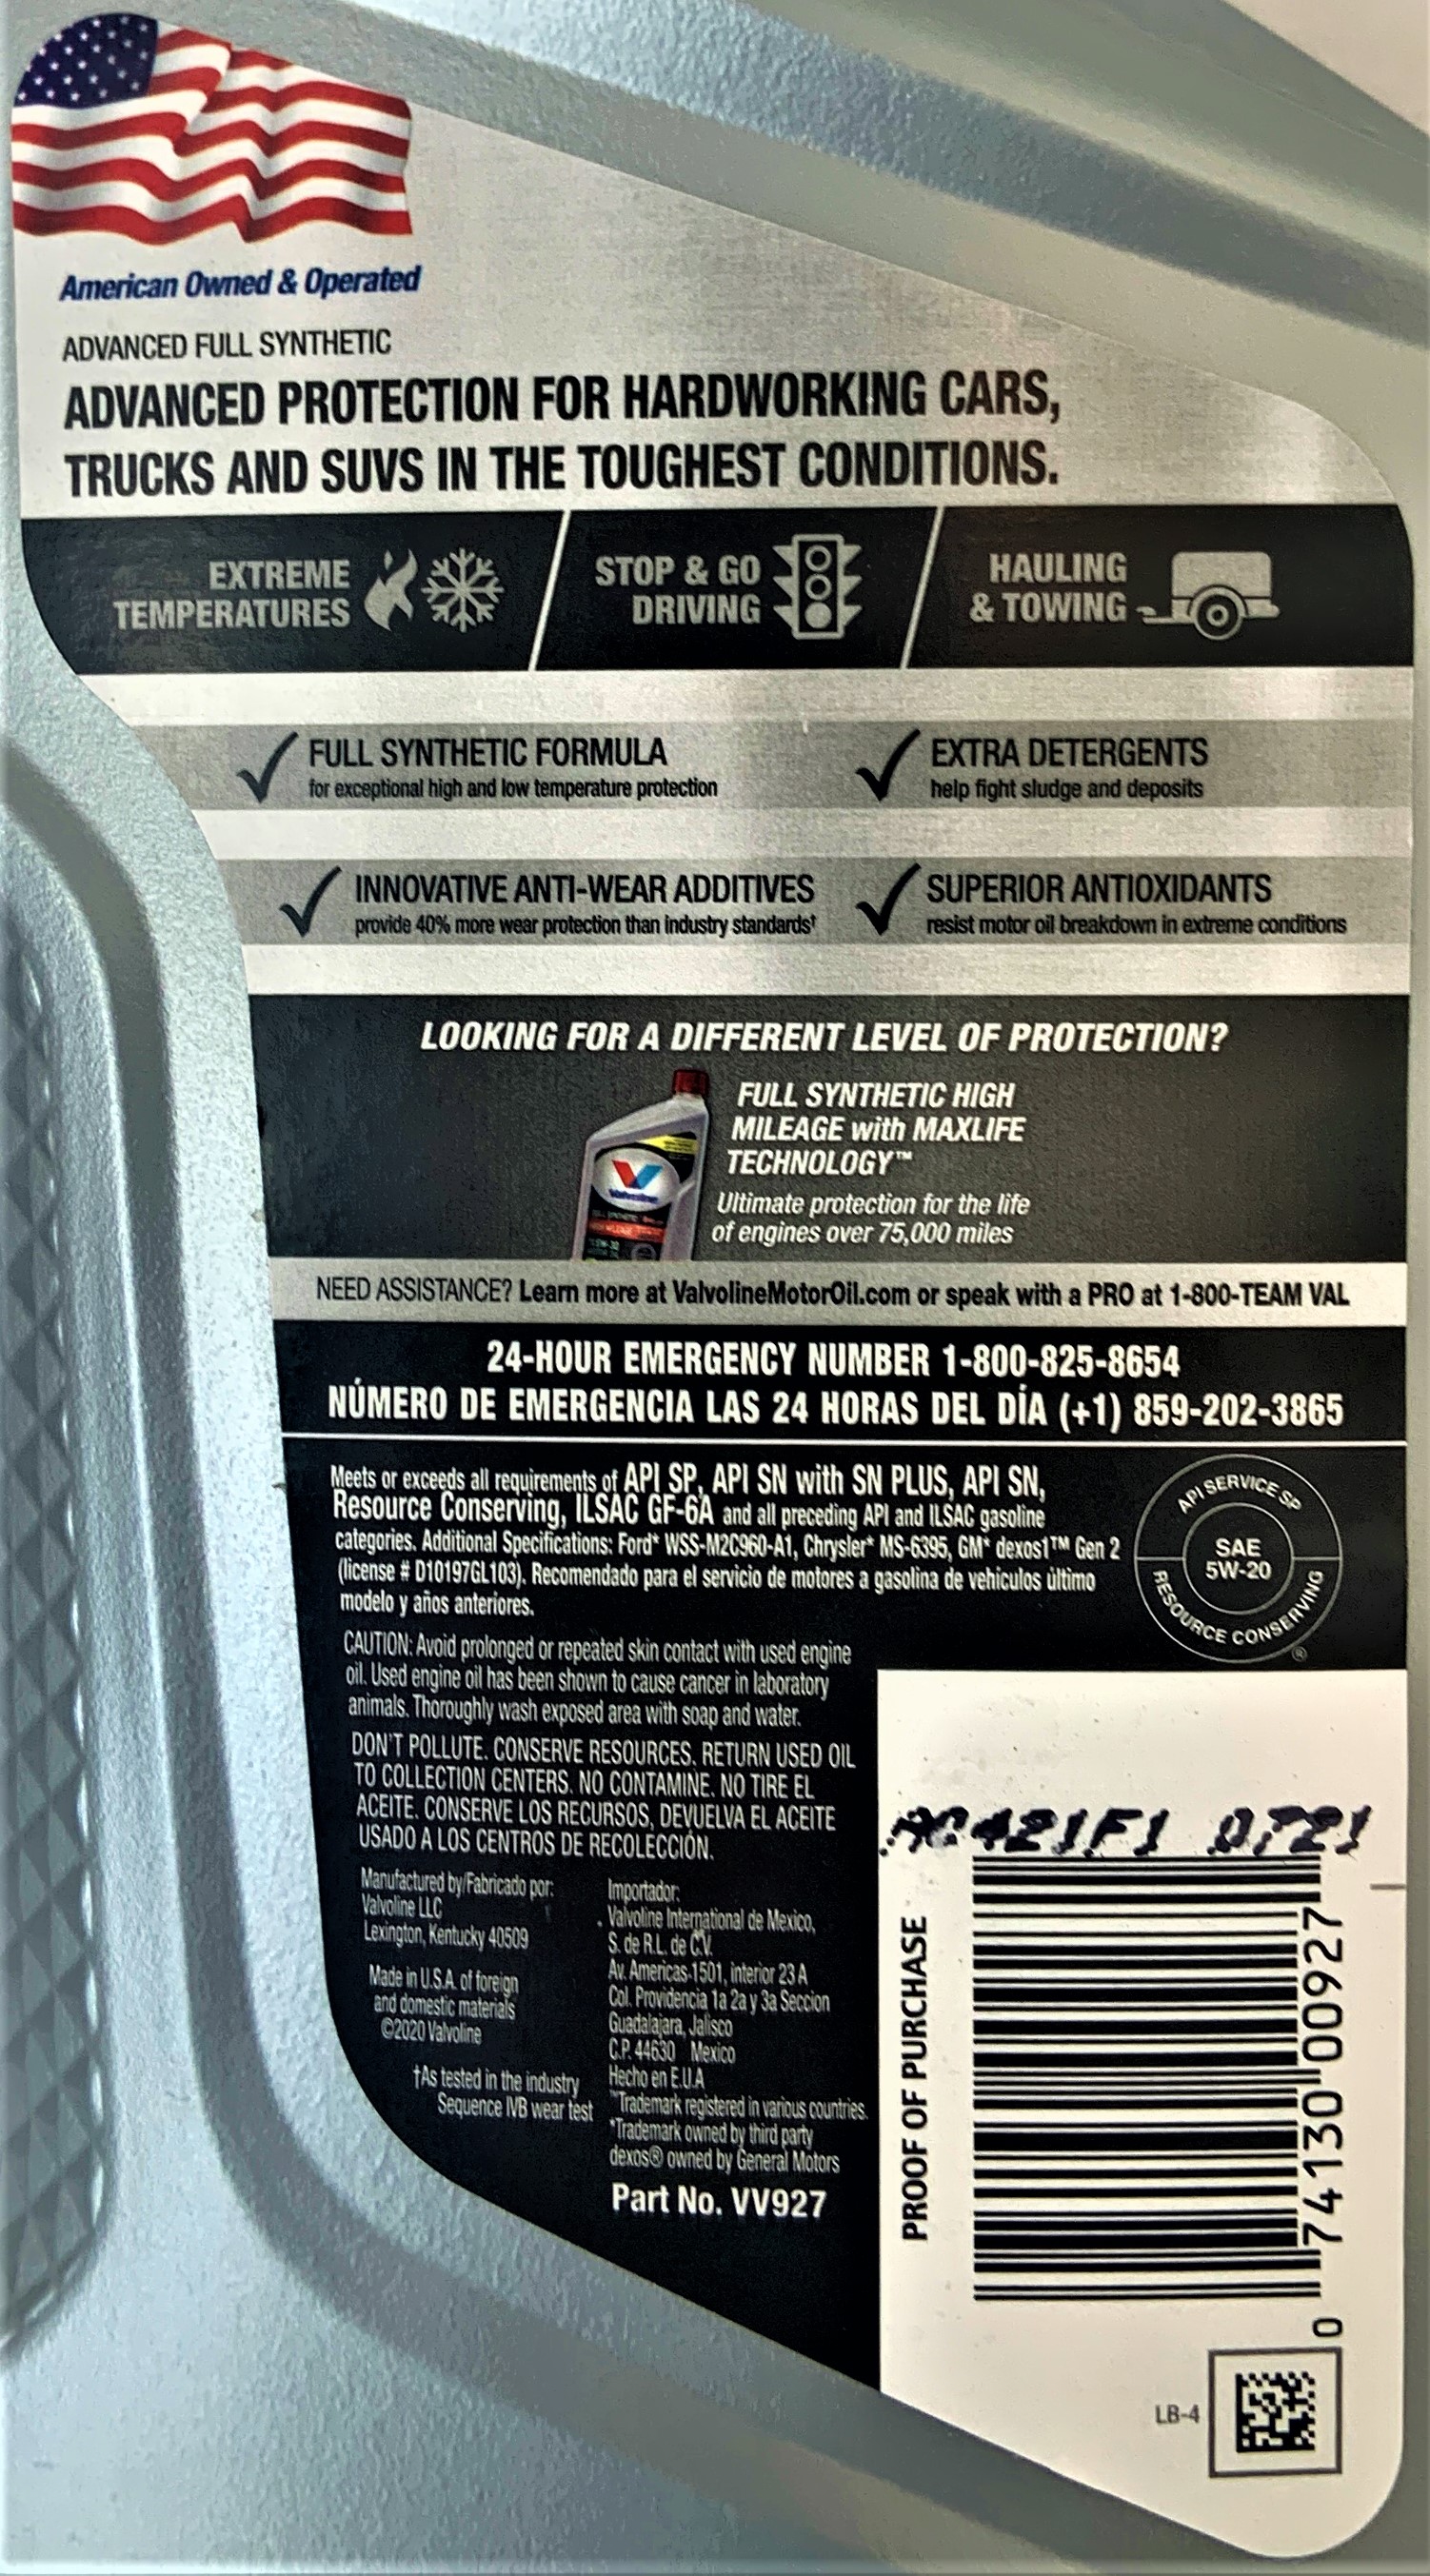 American Owned & Operated
ADVANCED FULL SYNTHETIC
ADVANCED PROTECTION FOR HARDWORKING CARS,
TRUCKS AND SUVS IN THE TOUGHEST CONDITIONS.
EXTREME
TEMPERATURES
STOP & GO
DRIVING
HAULING
& TOWING
FULL SYNTHETIC FORMULA
for exceptional high and low temperature protection
EXTRA DETERGENTS
help fight sludge and deposits
INNOVATIVE ANTI-WEAR ADDITIVES
provide 40% more wear protection than industry standards†
SUPERIOR ANTIOXIDANTS
resist motor oil breakdown in extreme conditions
LOOKING FOR A DIFFERENT LEVEL OF PROTECTION?
Valvoline
FULL SYNTHETIC HIGH
MILEAGE with MAXLIFE
TECHNOLOGY™
Ultimate protection for the life
of engines over 75,000 miles
NEED ASSISTANCE? Learn more at ValvolineMotorOil.com or speak with a PRO at 1-800-TEAM VAL
24-HOUR EMERGENCY NUMBER 1-800-825-8654
NÚMERO DE EMERGENCIA LAS 24 HORAS DEL DÍA (+1) 859-202-3865
Meets or exceeds all requirements of API SP, API SN with SN PLUS, API SN,
Resource Conserving, ILSAC GF-6A and all preceding API and ILSAC gasoline
categories. Additional Specifications: Ford* WSS-M2C960-A1, Chrysler* MS-6395, GM* dexos1™ Gen 2
(license # D10197GL103). Recomendado para el servicio de motores a gasolina de vehiculos último
modelo y años anteriores.
API SERVICE SP
SAE
5W-20
RESOURCE CONSERVING
®
CAUTION: Avoid prolonged or repeated skin contact with used engine
oil. Used engine oil has been shown to cause cancer in laboratory
animals. Thoroughly wash exposed area with soap and water.
DON'T POLLUTE. CONSERVE RESOURCES. RETURN USED OIL
TO COLLECTION CENTERS. NO CONTAMINE. NO TIRE EL
ACEITE. CONSERVE LOS RECURSOS, DEVUELVA EL ACEITE
USADO A LOS CENTROS DE RECOLECCIÓN.
Manufactured by/Fabricado por:
Valvoline LLC
Lexington, Kentucky 40509
Made in U.S.A. of foreign
and domestic materials
©2020 Valvoline
†As tested in the industry
Sequence IVB wear test
Importador:
Valvoline International de Mexico,
S. de R.L. de C.V.
Av. Americas 1501, interior 23 A
Col. Providencia 1a 2a y 3a Seccion
Guadalajara, Jalisco
C.P. 44630 Mexico
Hecho en E.U.A
™Trademark registered in various countries.
*Trademark owned by third party
dexos® owned by General Motors
Part No. VV927
0721
PROOF OF PURCHASE
0 74130 00927
LB-4